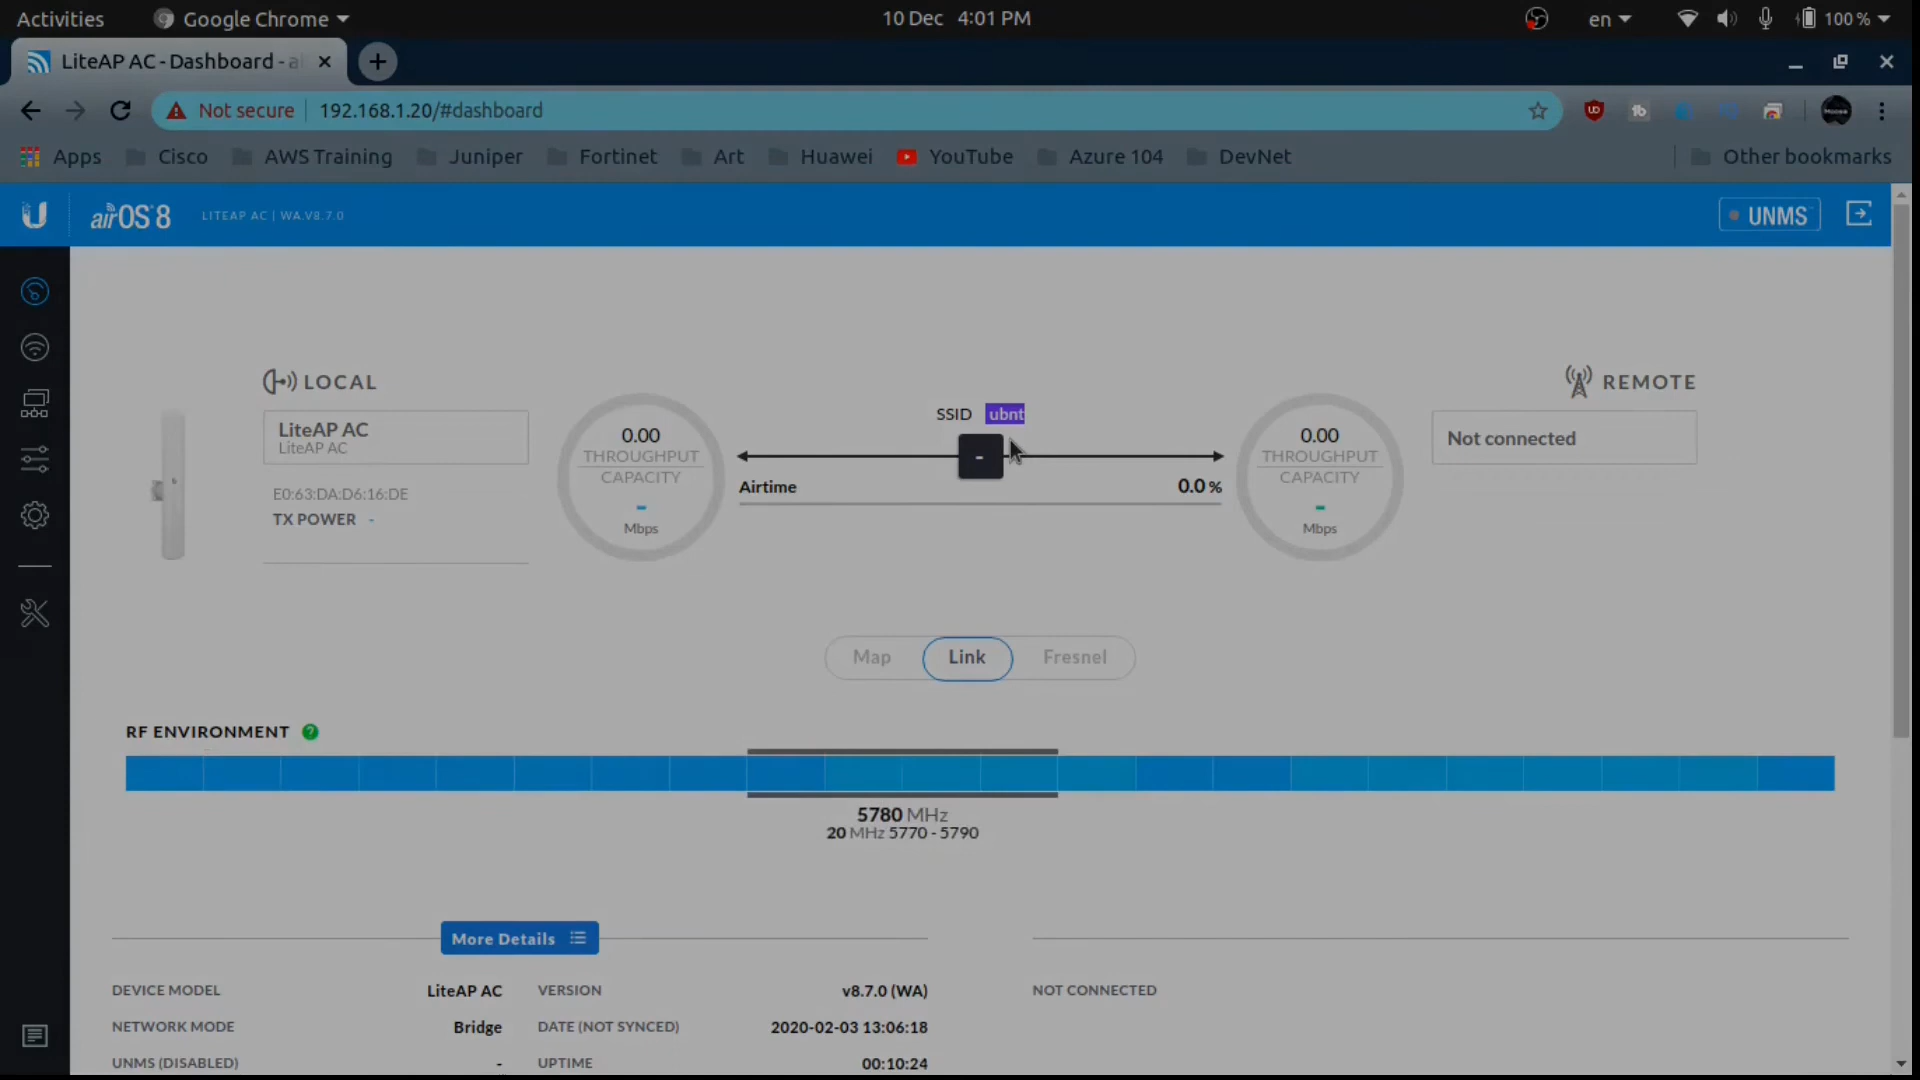 Activities
Google Chrome
10 Dec 4:01 PM
en
100 %
LiteAP AC - Dashboard - a
Not secure
192.168.1.20/#dashboard
Apps
Cisco
AWS Training
Juniper
Fortinet
Art
Huawei
YouTube
Azure 104
DevNet
Other bookmarks
airOS 8
LITEAP AC | WA.V8.7.0
UNMS
LOCAL
REMOTE
LiteAP AC
LiteAP AC
E0:63:DA:D6:16:DE
TX POWER -
0.00
THROUGHPUT
CAPACITY
-
Mbps
SSID ubnt
-
Airtime 0.0 %
0.00
THROUGHPUT
CAPACITY
-
Mbps
Not connected
Map
Link
Fresnel
RF ENVIRONMENT ?
5780 MHz
20 MHz 5770 - 5790
More Details
DEVICE MODEL LiteAP AC
VERSION v8.7.0 (WA)
NOT CONNECTED
NETWORK MODE Bridge
DATE (NOT SYNCED) 2020-02-03 13:06:18
UNMS (DISABLED) -
UPTIME 00:10:24